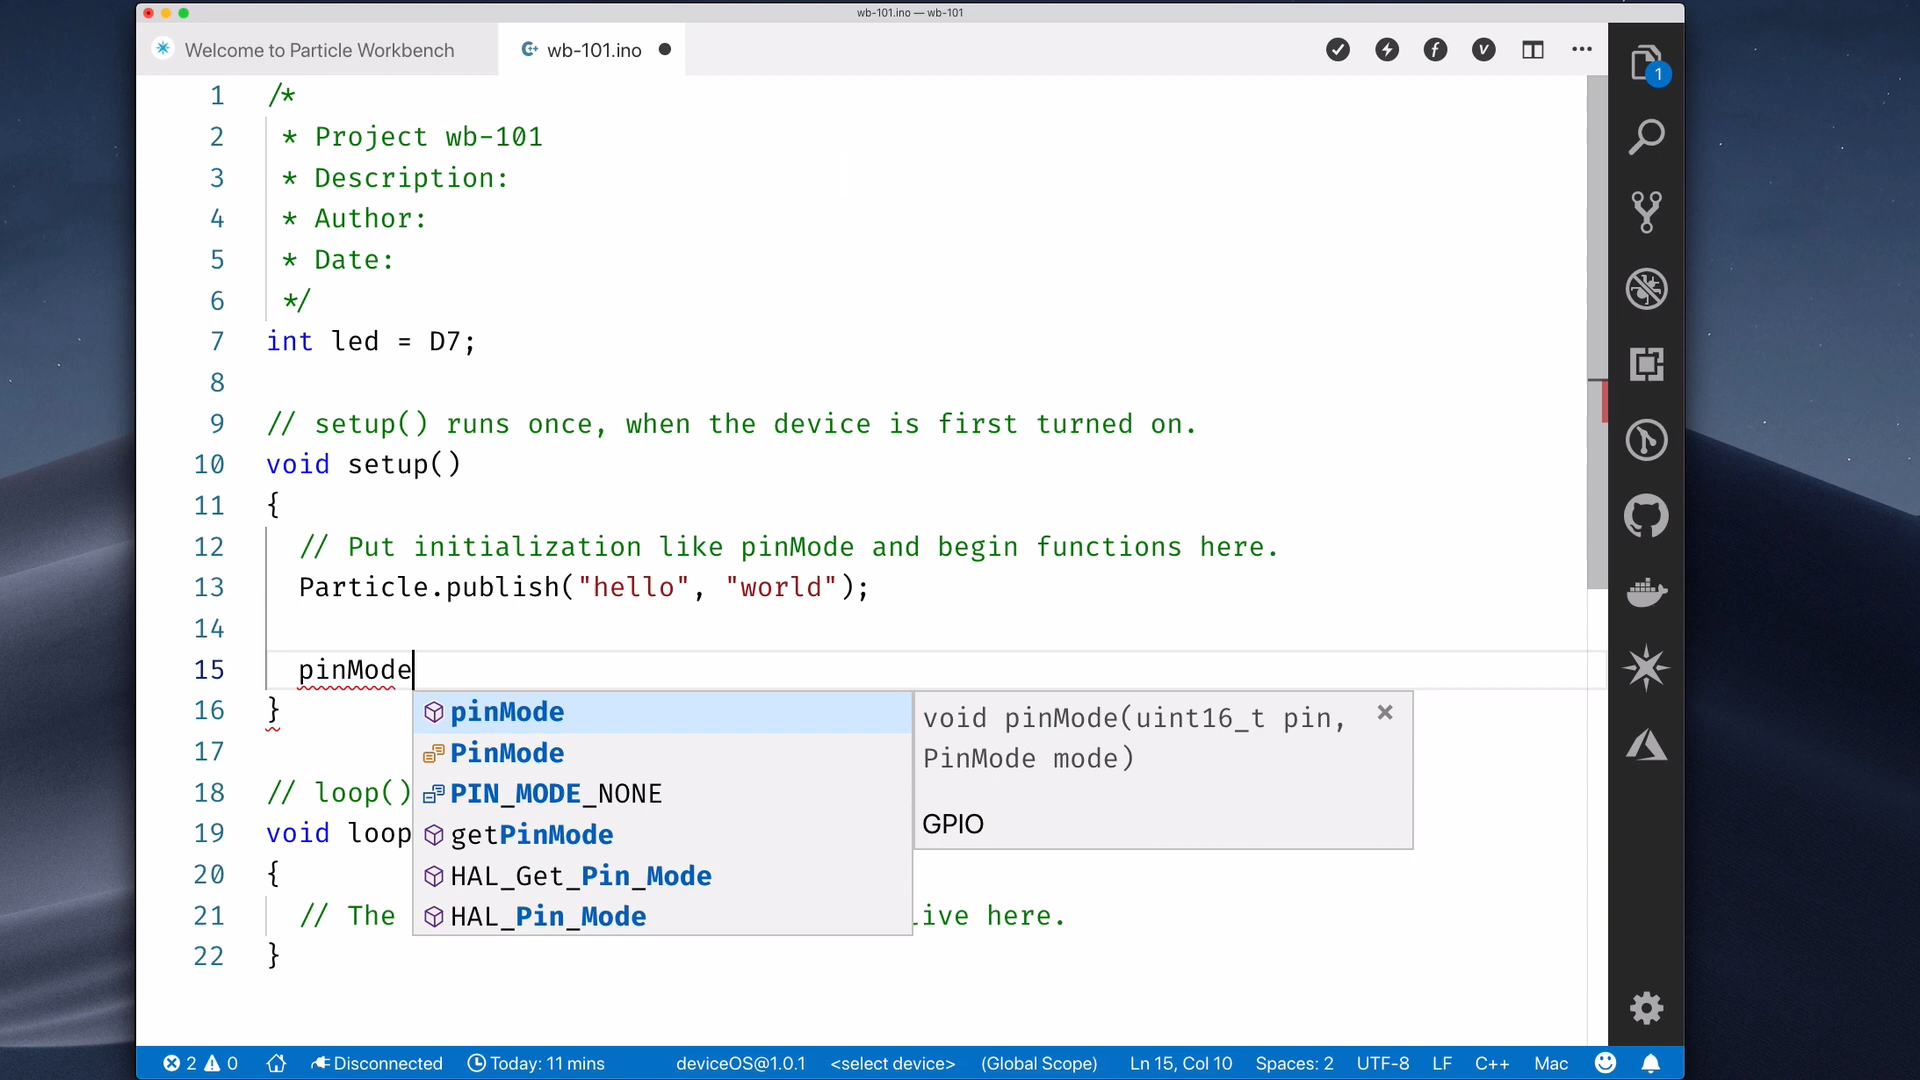 wb-101.ino — wb-101
Welcome to Particle Workbench
wb-101.ino
1 /*
2 * Project wb-101
3 * Description:
4 * Author:
5 * Date:
6 */
7 int led = D7;
8
9 // setup() runs once, when the device is first turned on.
10 void setup()
11 {
12 // Put initialization like pinMode and begin functions here.
13 Particle.publish("hello", "world");
14
15 pinMode
16 }
17
18 // loop()
19 void loop
20 {
21 // The live here.
22 }
pinMode
PinMode
PIN_MODE_NONE
getPinMode
HAL_Get_Pin_Mode
HAL_Pin_Mode
void pinMode(uint16_t pin,
PinMode mode)
GPIO
1
2 0 Disconnected Today: 11 mins deviceOS@1.0.1 <select device> (Global Scope) Ln 15, Col 10 Spaces: 2 UTF-8 LF C++ Mac